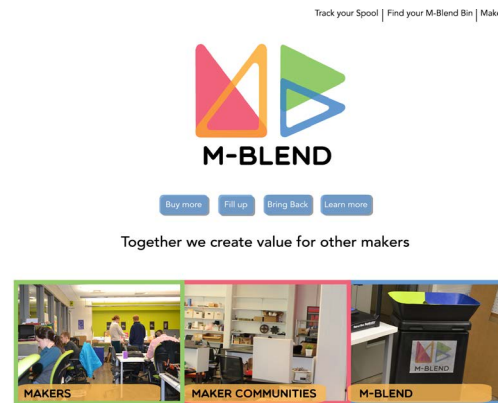 Track your Spool | Find your M-Blend Bin | Make
M-BLEND
Buy more
Fill up
Bring Back
Learn more
Together we create value for other makers
MAKERS
MAKER COMMUNITIES
M-BLEND
M-BLEND